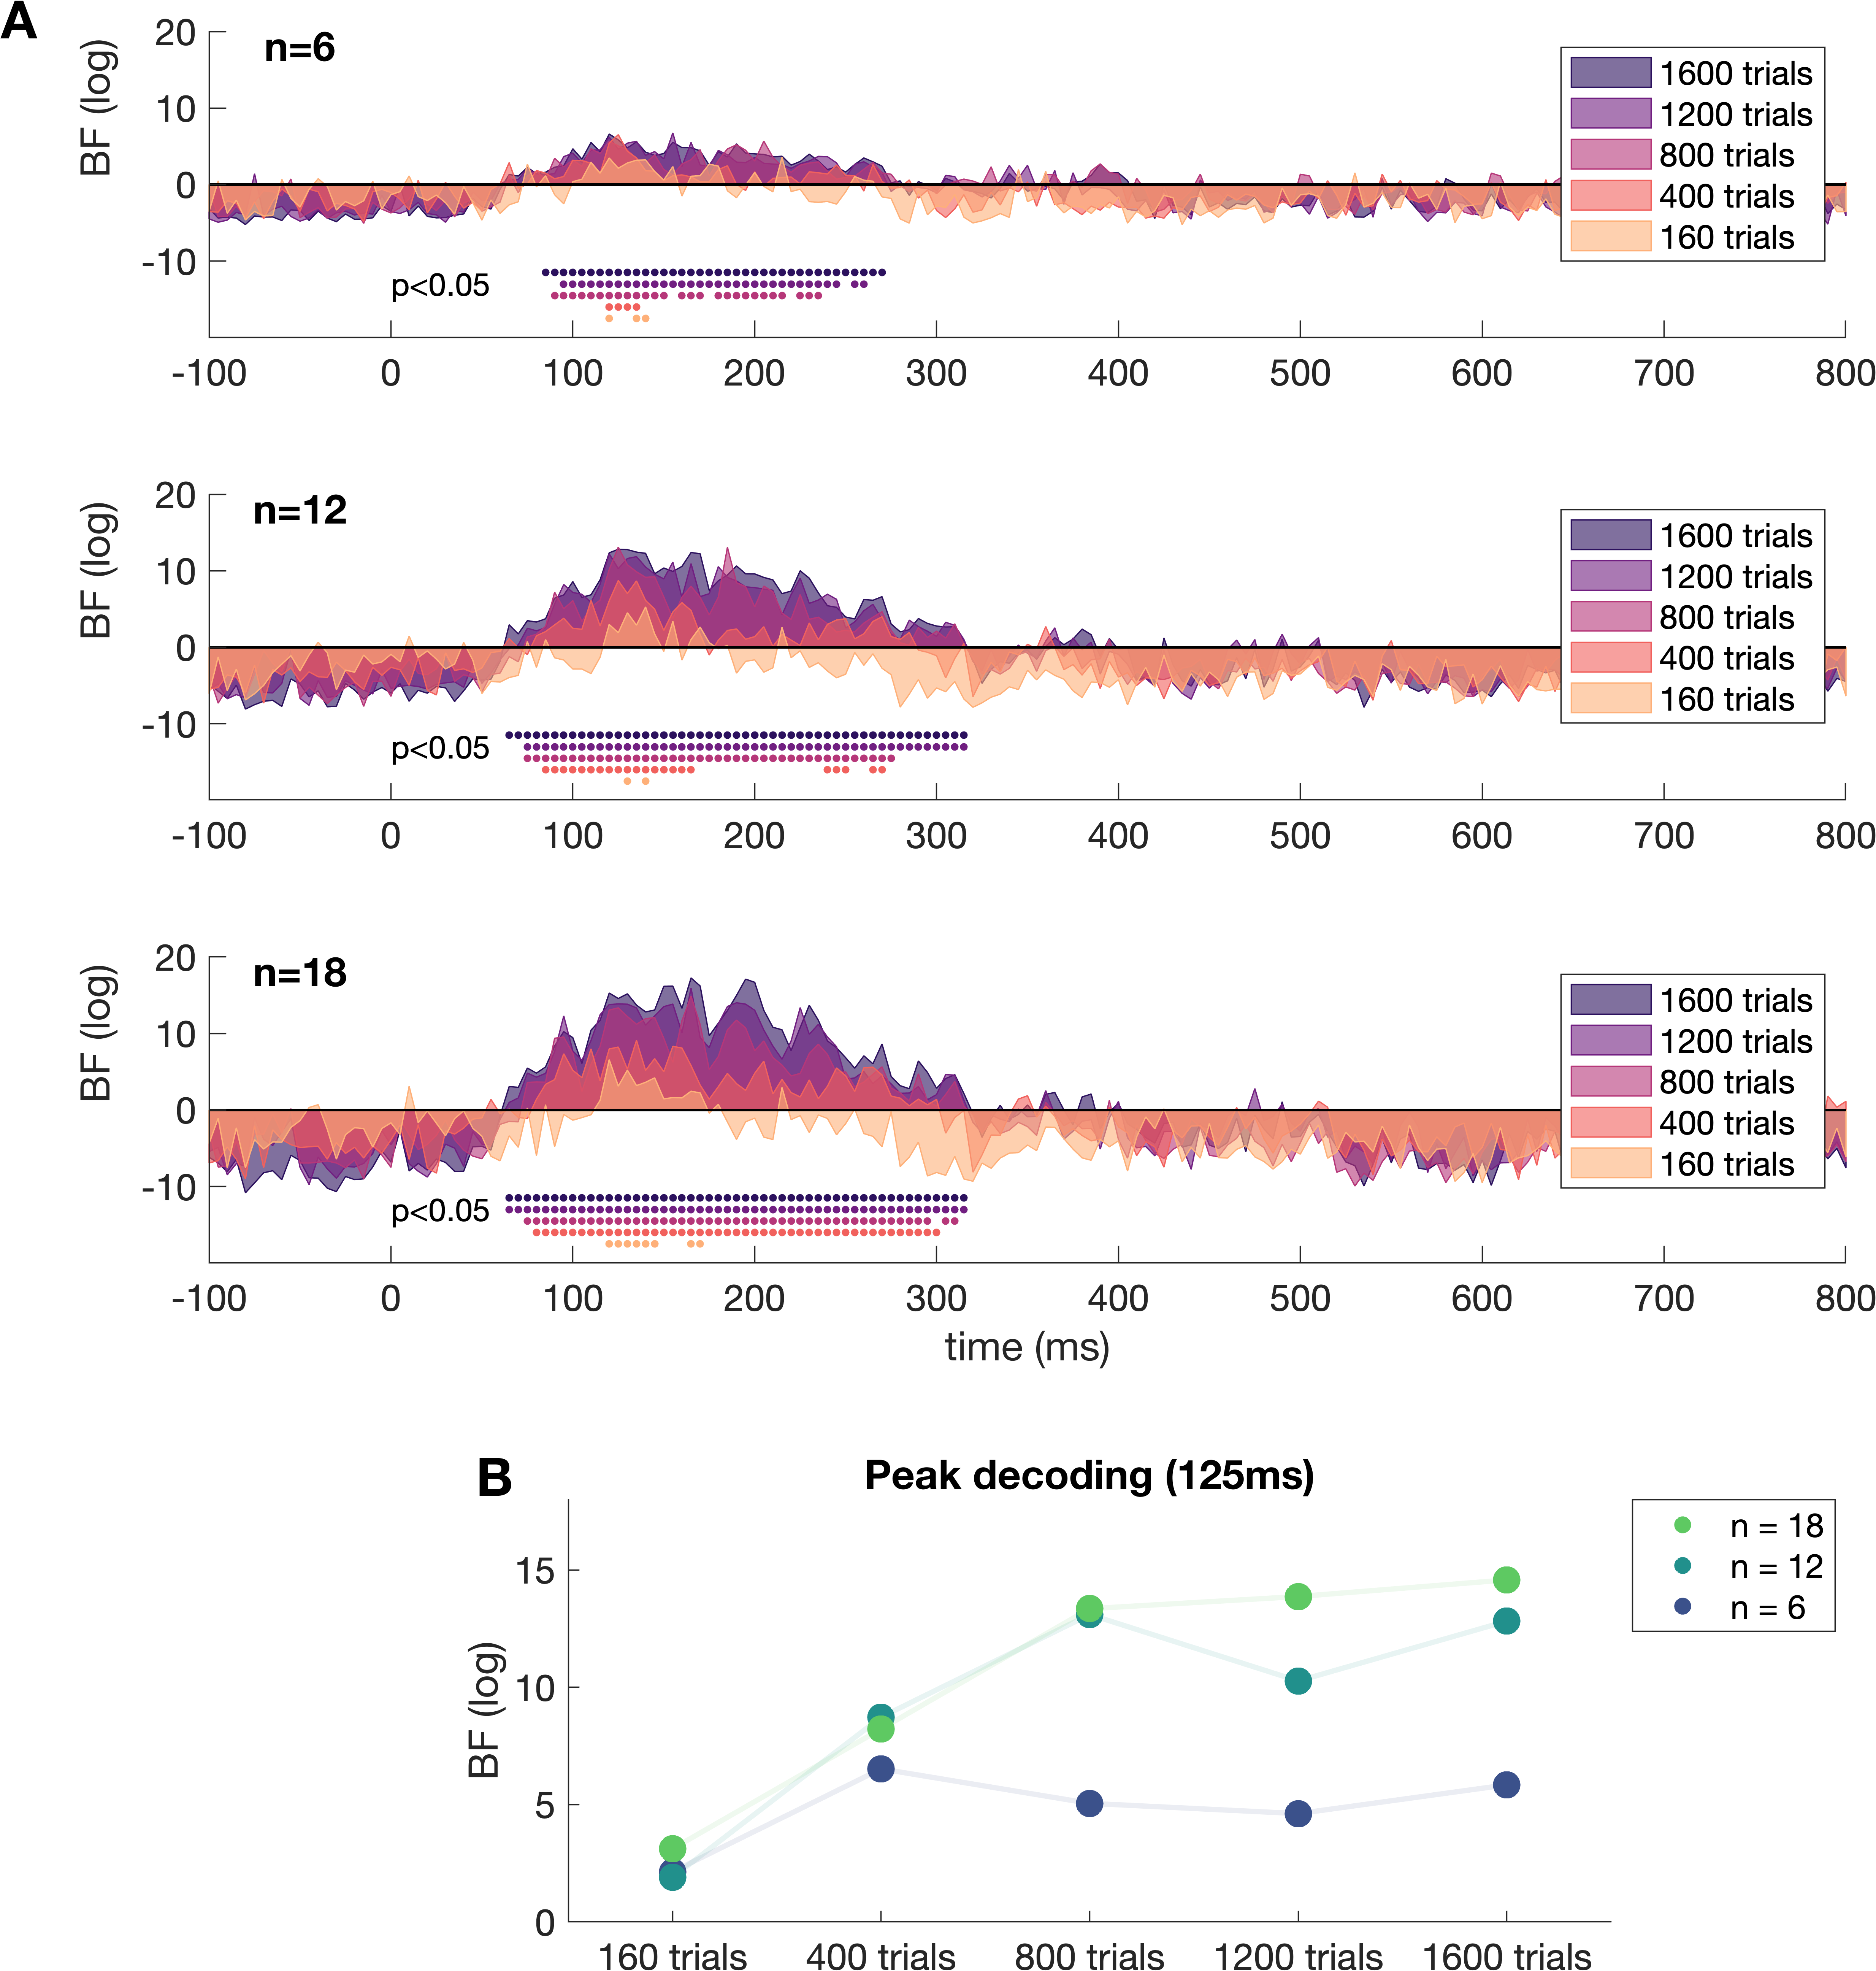 A
n=6
BF (log)
20
10
0
-10
1600 trials
1200 trials
800 trials
400 trials
160 trials
p<0.05
-100 0 100 200 300 400 500 600 700 800
n=12
BF (log)
20
10
0
-10
1600 trials
1200 trials
800 trials
400 trials
160 trials
p<0.05
-100 0 100 200 300 400 500 600 700 800
n=18
BF (log)
20
10
0
-10
1600 trials
1200 trials
800 trials
400 trials
160 trials
p<0.05
-100 0 100 200 300 400 500 600 700 800
time (ms)
B
Peak decoding (125ms)
BF (log)
15
10
5
0
n = 18
n = 12
n = 6
160 trials 400 trials 800 trials 1200 trials 1600 trials